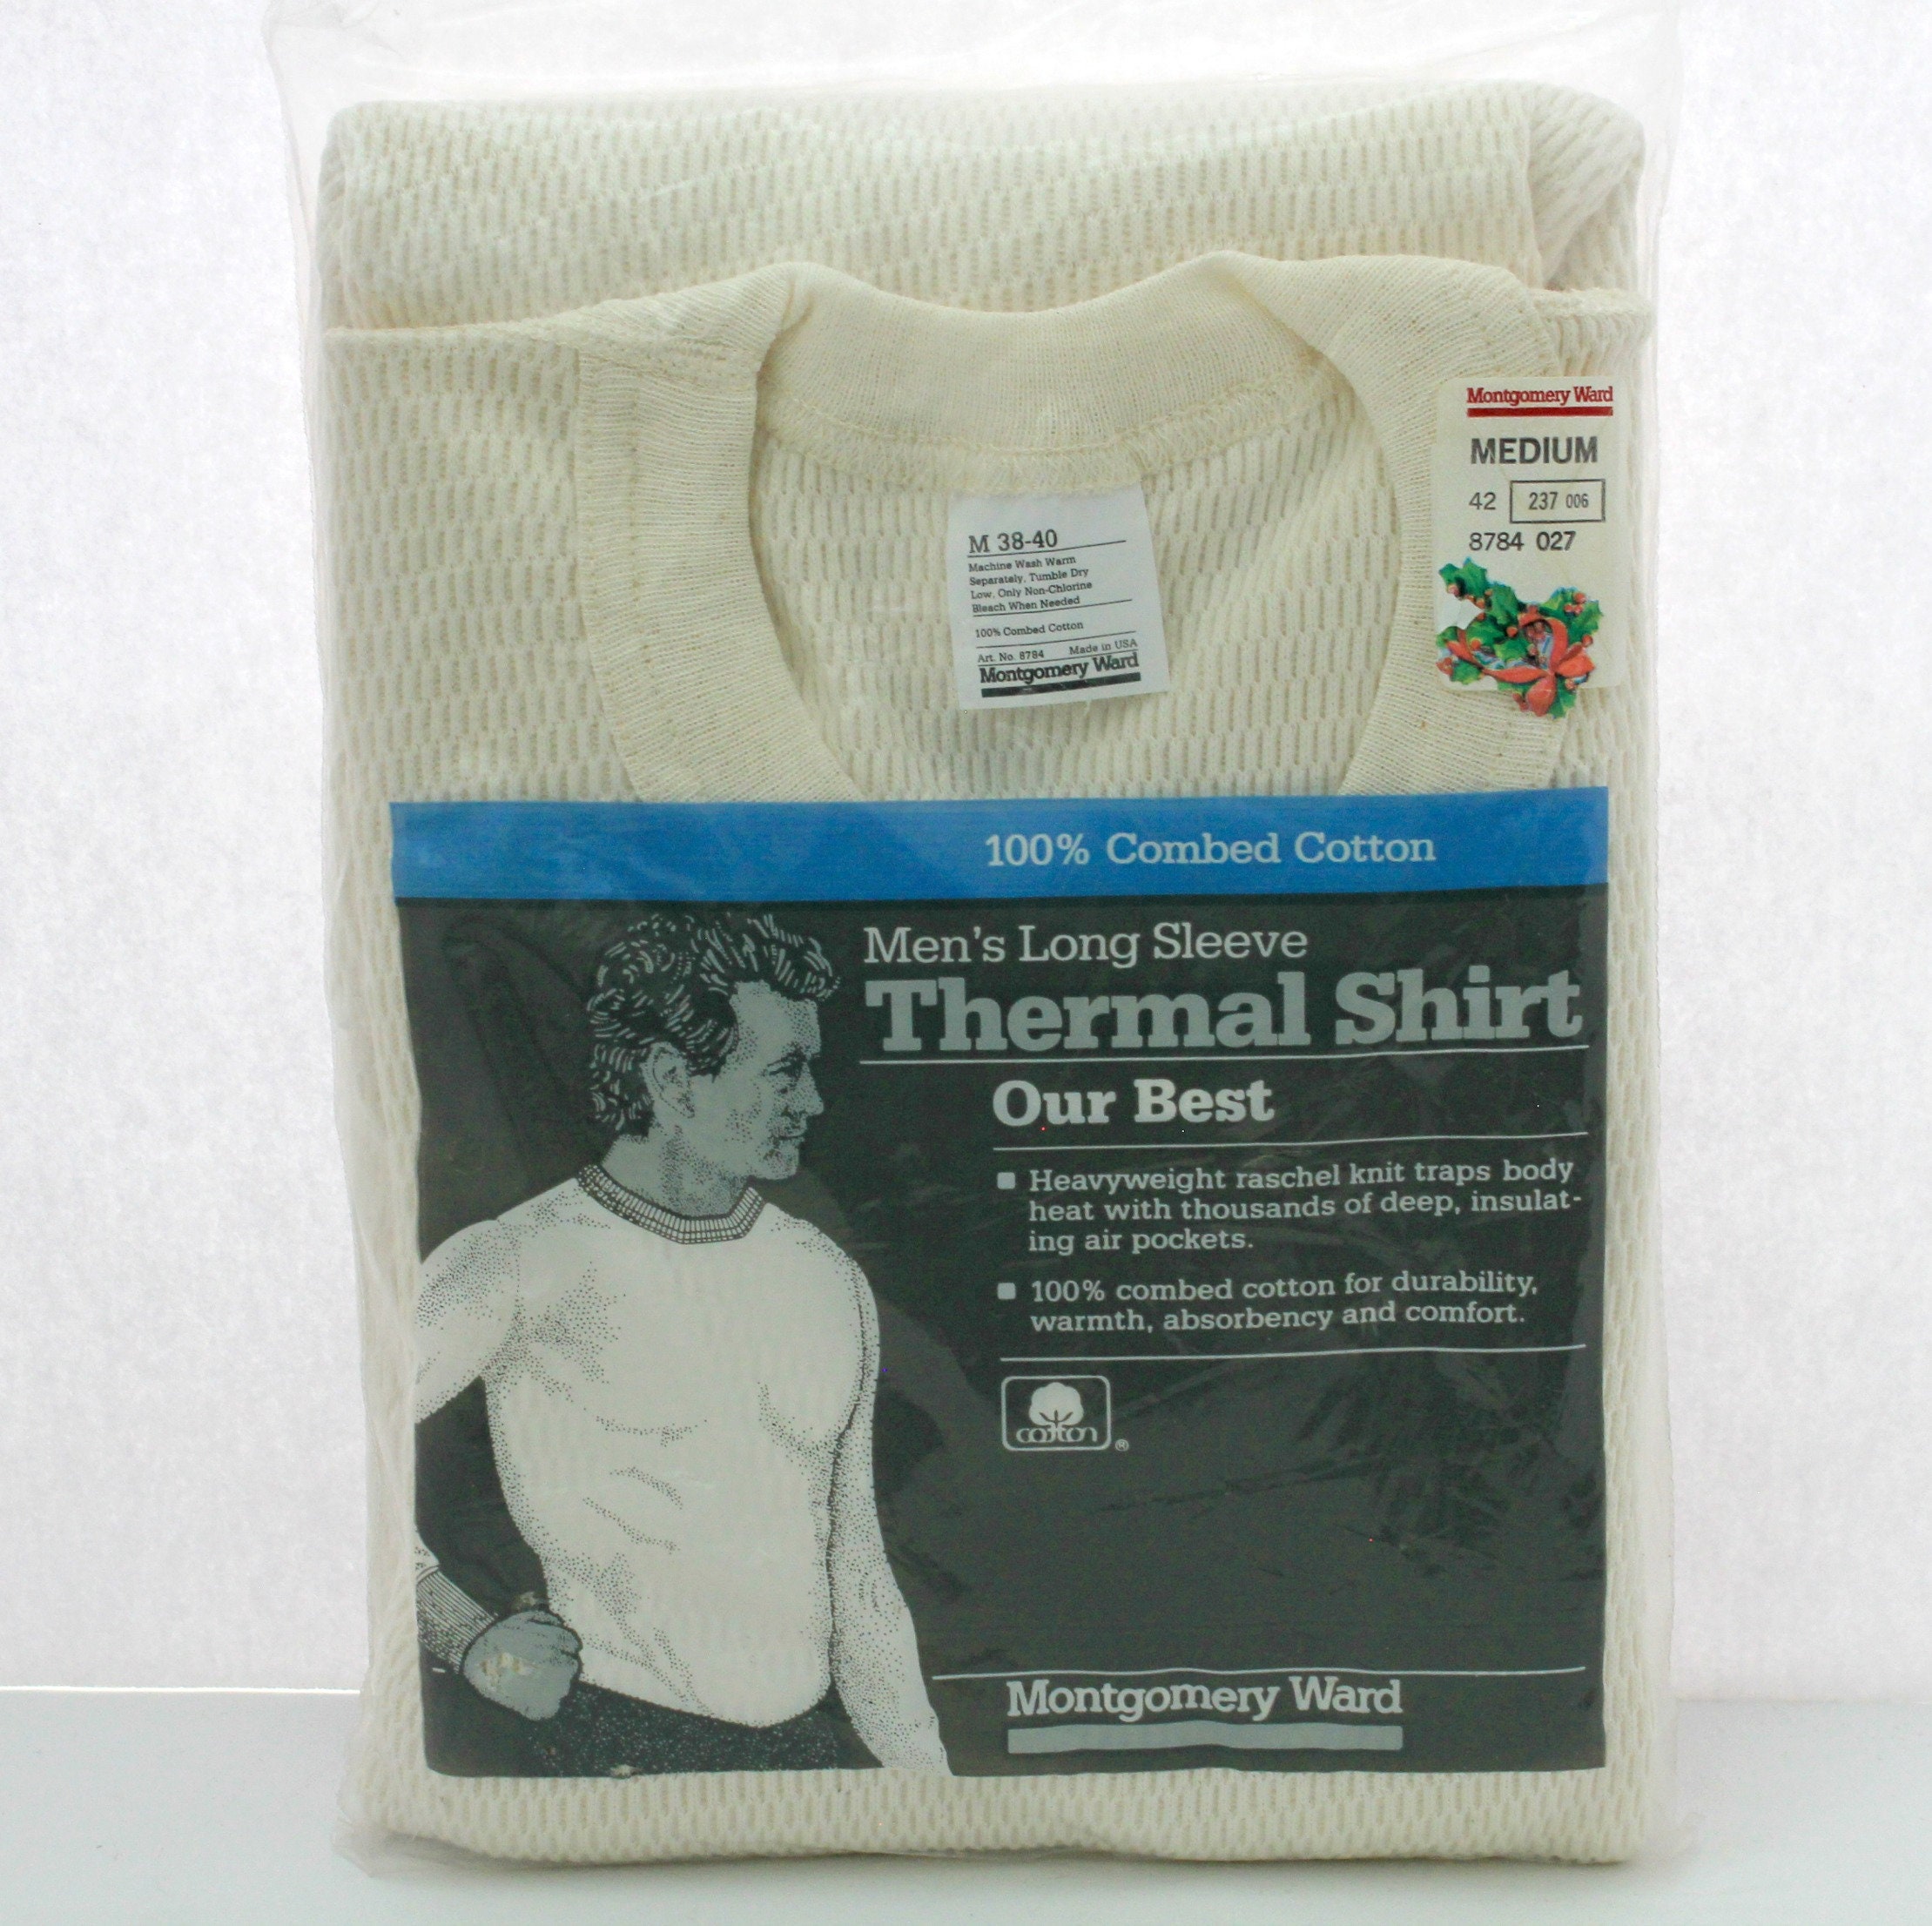 Montgomery Ward
MEDIUM
42 237 006
8784 027
M 38-40
Machine Wash Warm
Separately, Tumble Dry
Low, Only Non-Chlorine
Bleach When Needed
100% Combed Cotton
Art. No. 8784 Made in USA
Montgomery Ward
100% Combed Cotton
Men's Long Sleeve
Thermal Shirt
Our Best
Heavyweight raschel knit traps body
heat with thousands of deep, insulat-
ing air pockets.
100% combed cotton for durability,
warmth, absorbency and comfort.
cotton ®
Montgomery Ward